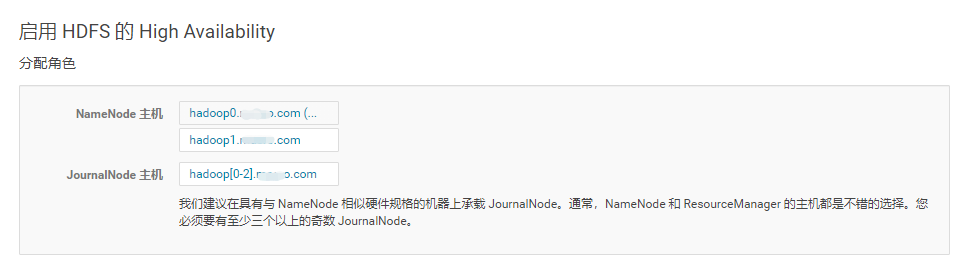 启用 HDFS 的 High Availability
分配角色
NameNode 主机 hadoop0. .com (...
hadoop1. .com
JournalNode 主机 hadoop[0-2]. .com
我们建议在具有与 NameNode 相似硬件规格的机器上承载 JournalNode。通常，NameNode 和 ResourceManager 的主机都是不错的选择。您
必须要有至少三个以上的奇数 JournalNode。